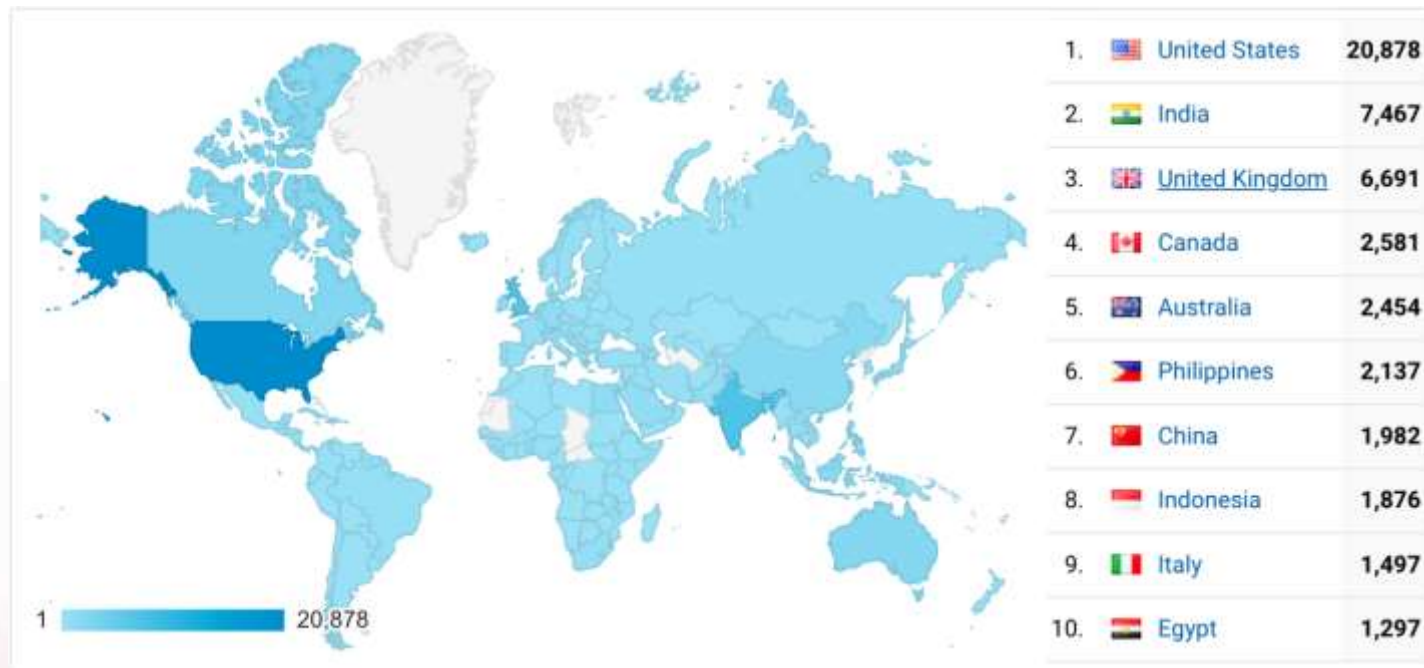 1. United States 20,878
2. India 7,467
3. United Kingdom 6,691
4. Canada 2,581
5. Australia 2,454
6. Philippines 2,137
7. China 1,982
8. Indonesia 1,876
9. Italy 1,497
10. Egypt 1,297
1 20,878